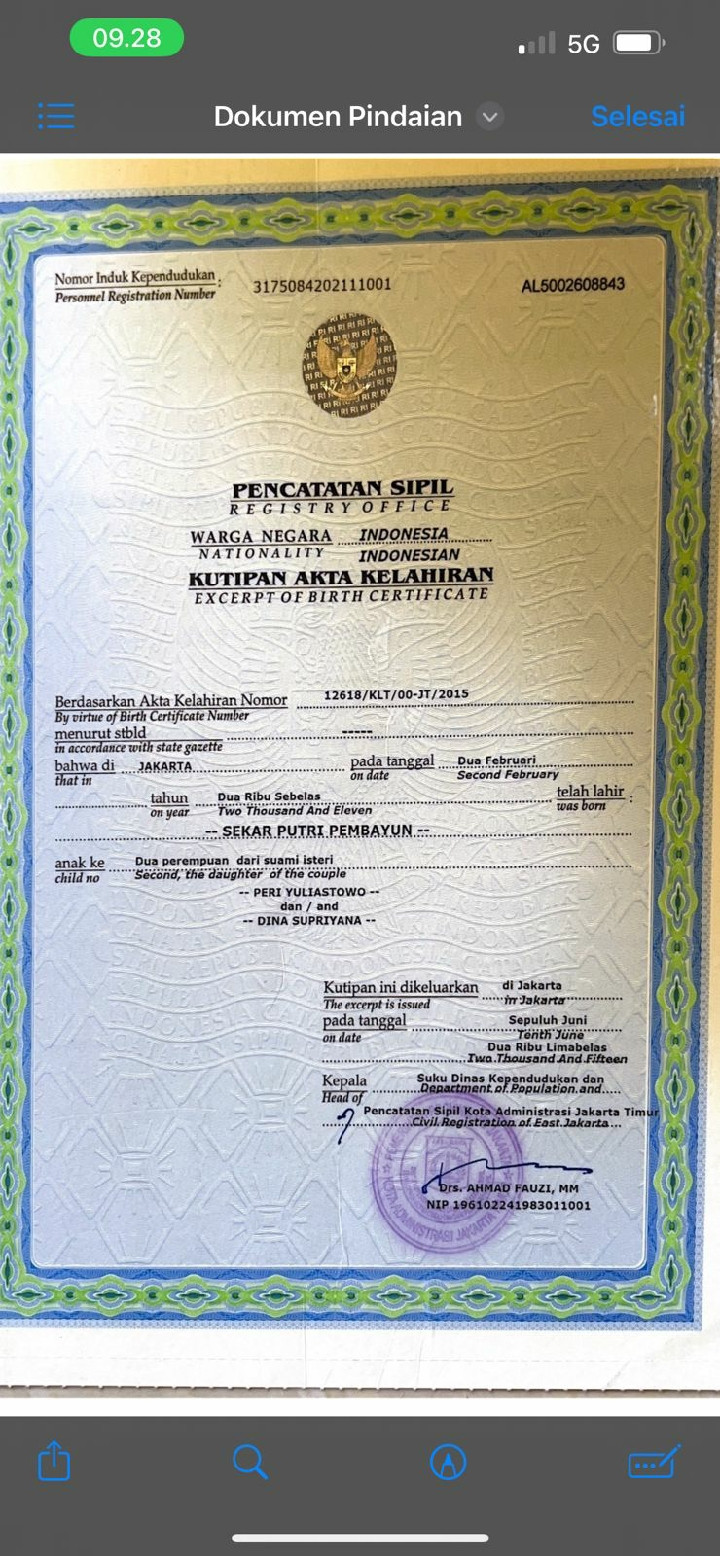 09.28
5G
Dokumen Pindaian
Selesai
Nomor Induk Kependudukan :
Personnel Registration Number
3175084202111001
AL5002608843
PENCATATAN SIPIL
REGISTRY OFFICE
WARGA NEGARA INDONESIA
NATIONALITY INDONESIAN
KUTIPAN AKTA KELAHIRAN
EXCERPT OF BIRTH CERTIFICATE
Berdasarkan Akta Kelahiran Nomor 12618/KLT/00-JT/2015
By virtue of Birth Certificate Number
menurut stbld -----
in accordance with state gazette
bahwa di JAKARTA pada tanggal Dua Februari
that in on date Second February
tahun Dua Ribu Sebelas telah lahir :
on year Two Thousand And Eleven was born
-- SEKAR PUTRI PEMBAYUN --
anak ke Dua perempuan dari suami isteri
child no Second, the daughter of the couple
-- PERI YULIASTOWO --
dan / and
-- DINA SUPRIYANA --
Kutipan ini dikeluarkan di Jakarta
The excerpt is issued in Jakarta
pada tanggal Sepuluh Juni
on date Tenth June
Dua Ribu Limabelas
Two Thousand And Fifteen
Kepala Suku Dinas Kependudukan dan
Head of Department of Population and
Pencatatan Sipil Kota Administrasi Jakarta Timur
Civil Registration of East Jakarta
Drs. AHMAD FAUZI, MM
NIP 196102241983011001